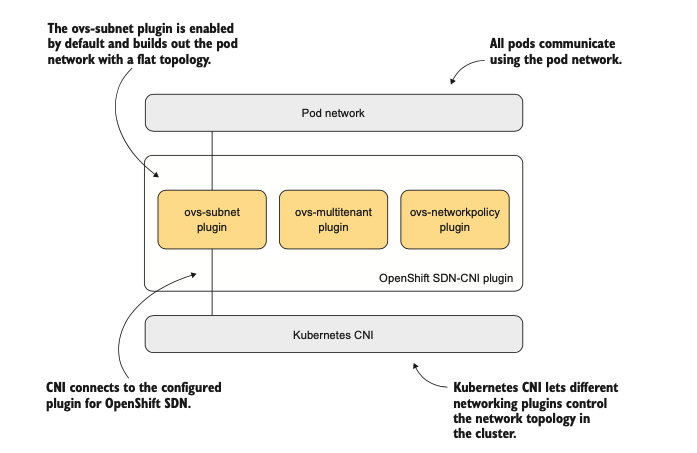 The ovs-subnet plugin is enabled
by default and builds out the pod
network with a flat topology.
All pods communicate
using the pod network.
Pod network
ovs-subnet
plugin
ovs-multitenant
plugin
ovs-networkpolicy
plugin
OpenShift SDN-CNI plugin
Kubernetes CNI
CNI connects to the configured
plugin for OpenShift SDN.
Kubernetes CNI lets different
networking plugins control
the network topology in
the cluster.